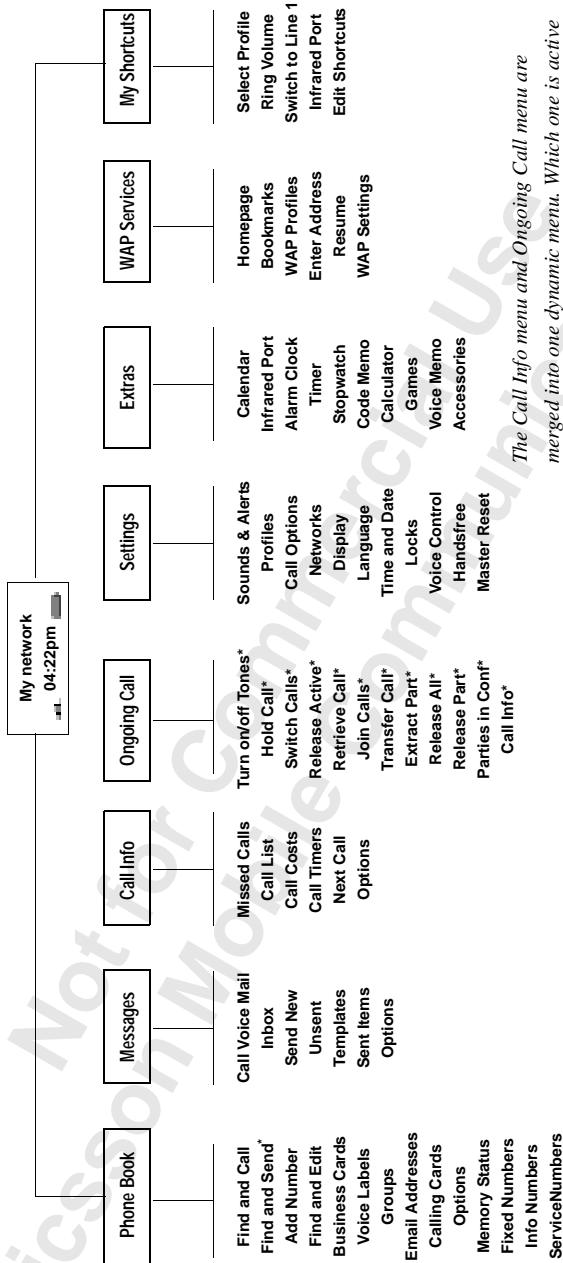 My network
04:22pm
Phone Book
Find and Call
Find and Send*
Add Number
Find and Edit
Business Cards
Voice Labels
Groups
Email Addresses
Calling Cards
Options
Memory Status
Fixed Numbers
Info Numbers
ServiceNumbers
Messages
Call Voice Mail
Inbox
Send New
Unsent
Templates
Sent Items
Options
Call Info
Missed Calls
Call List
Call Costs
Call Timers
Next Call
Options
Ongoing Call
Turn on/off Tones*
Hold Call*
Switch Calls*
Release Active*
Retrieve Call*
Join Calls*
Transfer Call*
Extract Part*
Release All*
Release Part*
Parties in Conf*
Call Info*
Settings
Sounds & Alerts
Profiles
Call Options
Networks
Display
Language
Time and Date
Locks
Voice Control
Handsfree
Master Reset
Extras
Calendar
Infrared Port
Alarm Clock
Timer
Stopwatch
Code Memo
Calculator
Games
Voice Memo
Accessories
WAP Services
Homepage
Bookmarks
WAP Profiles
Enter Address
Resume
WAP Settings
My Shortcuts
Select Profile
Ring Volume
Switch to Line 1
Infrared Port
Edit Shortcuts
The Call Info menu and Ongoing Call menu are
merged into one dynamic menu. Which one is active
Not for Commercial Use
icsson Mobile Communic